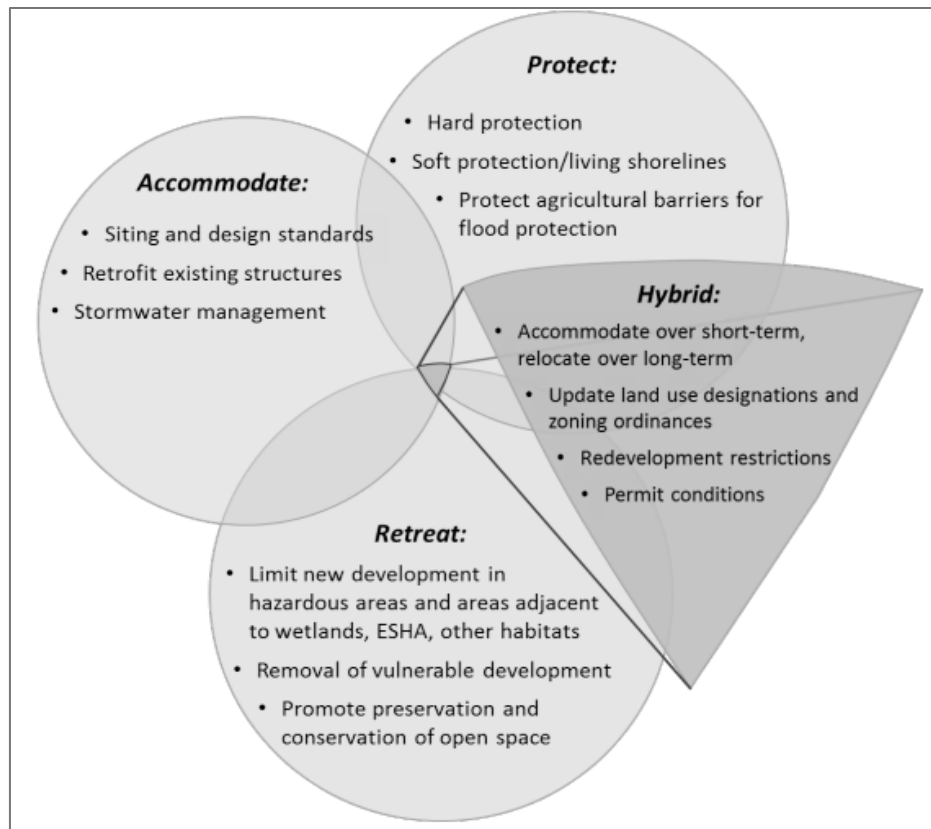 Protect:
• Hard protection
• Soft protection/living shorelines
• Protect agricultural barriers for
flood protection
Accommodate:
• Siting and design standards
• Retrofit existing structures
• Stormwater management
Hybrid:
• Accommodate over short-term,
relocate over long-term
• Update land use designations and
zoning ordinances
• Redevelopment restrictions
• Permit conditions
Retreat:
• Limit new development in
hazardous areas and areas adjacent
to wetlands, ESHA, other habitats
• Removal of vulnerable development
• Promote preservation and
conservation of open space